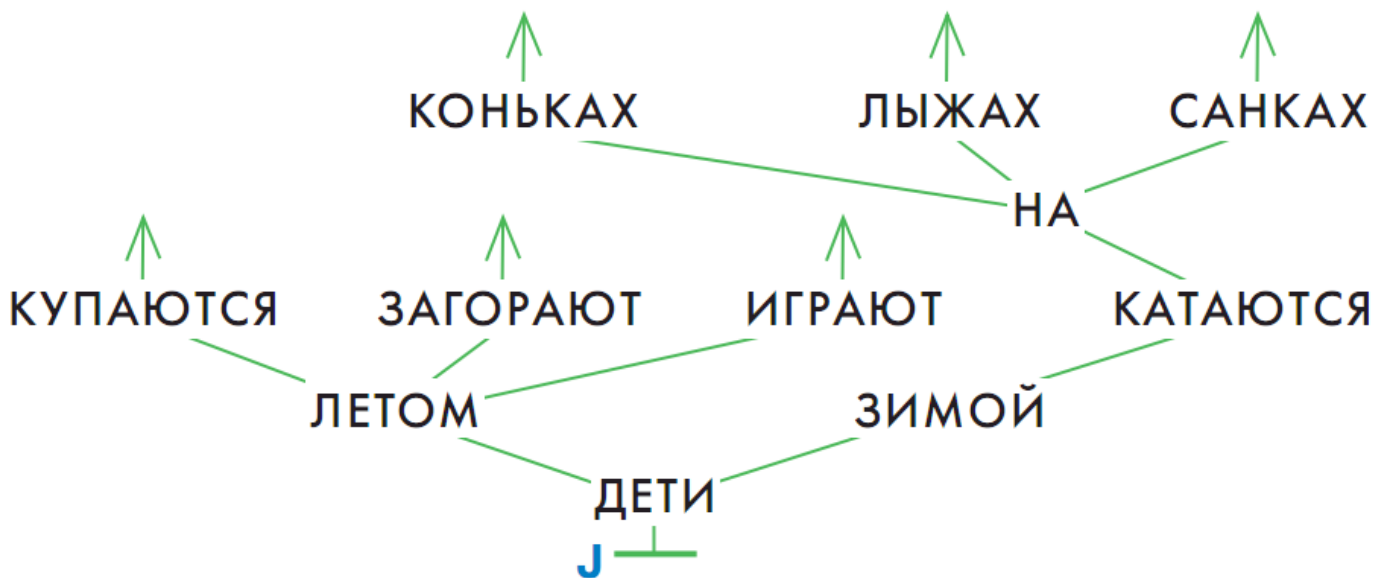 КОНЬКАХ ЛЫЖАХ САНКАХ
НА
КУПАЮТСЯ ЗАГОРАЮТ ИГРАЮТ КАТАЮТСЯ
ЛЕТОМ ЗИМОЙ
ДЕТИ
J